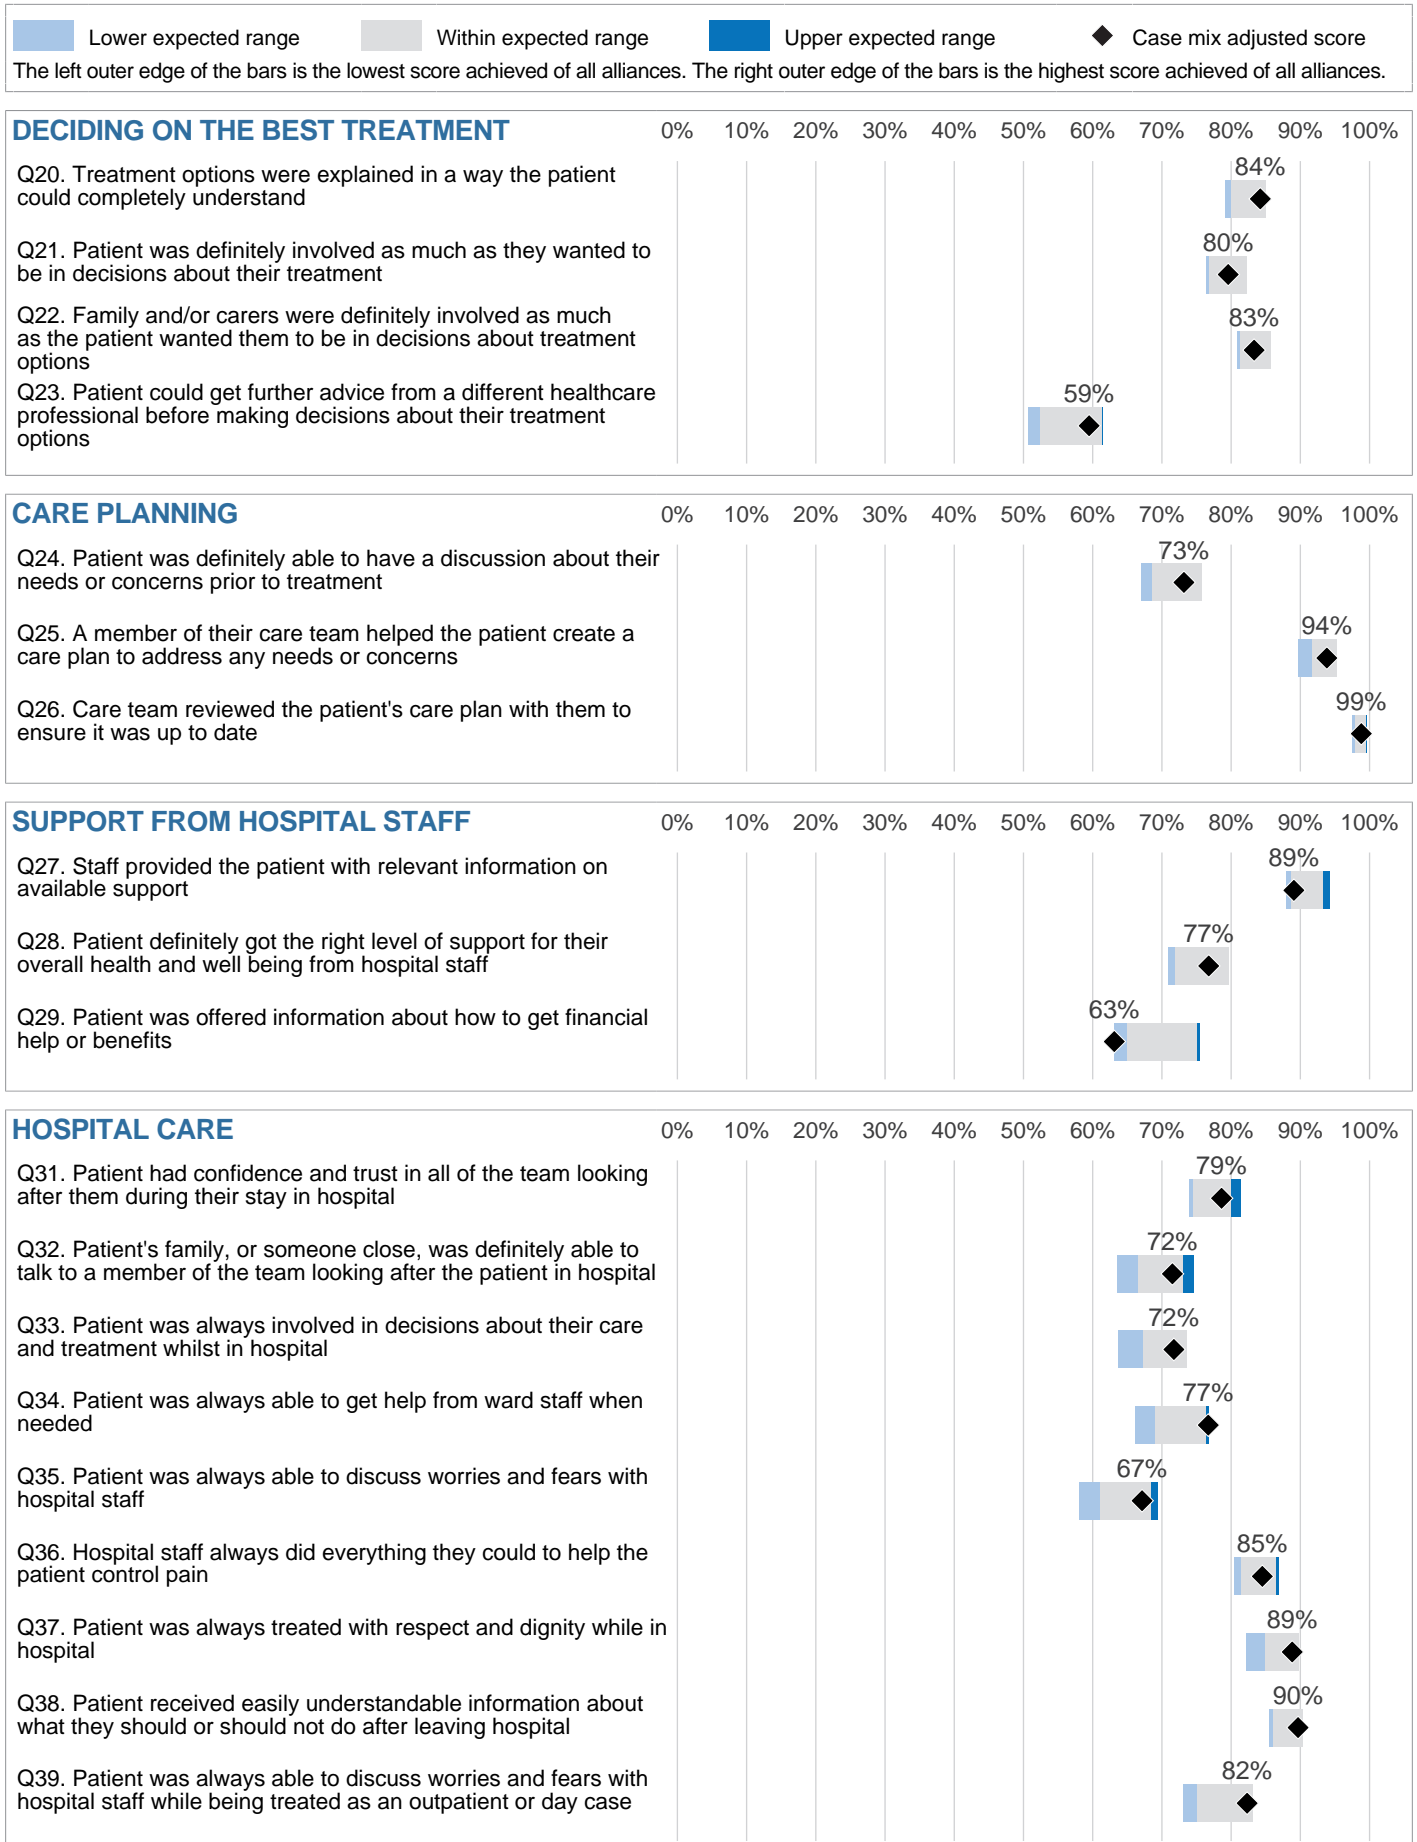 Lower expected range Within expected range Upper expected range Case mix adjusted score
The left outer edge of the bars is the lowest score achieved of all alliances. The right outer edge of the bars is the highest score achieved of all alliances.
DECIDING ON THE BEST TREATMENT 0% 10% 20% 30% 40% 50% 60% 70% 80% 90% 100%
Q20. Treatment options were explained in a way the patient
could completely understand
84%
Q21. Patient was definitely involved as much as they wanted to
be in decisions about their treatment
80%
Q22. Family and/or carers were definitely involved as much
as the patient wanted them to be in decisions about treatment
options
83%
Q23. Patient could get further advice from a different healthcare
professional before making decisions about their treatment
options
59%
CARE PLANNING 0% 10% 20% 30% 40% 50% 60% 70% 80% 90% 100%
Q24. Patient was definitely able to have a discussion about their
needs or concerns prior to treatment
73%
Q25. A member of their care team helped the patient create a
care plan to address any needs or concerns
94%
Q26. Care team reviewed the patient's care plan with them to
ensure it was up to date
99%
SUPPORT FROM HOSPITAL STAFF 0% 10% 20% 30% 40% 50% 60% 70% 80% 90% 100%
Q27. Staff provided the patient with relevant information on
available support
89%
Q28. Patient definitely got the right level of support for their
overall health and well being from hospital staff
77%
Q29. Patient was offered information about how to get financial
help or benefits
63%
HOSPITAL CARE 0% 10% 20% 30% 40% 50% 60% 70% 80% 90% 100%
Q31. Patient had confidence and trust in all of the team looking
after them during their stay in hospital
79%
Q32. Patient's family, or someone close, was definitely able to
talk to a member of the team looking after the patient in hospital
72%
Q33. Patient was always involved in decisions about their care
and treatment whilst in hospital
72%
Q34. Patient was always able to get help from ward staff when
needed
77%
Q35. Patient was always able to discuss worries and fears with
hospital staff
67%
Q36. Hospital staff always did everything they could to help the
patient control pain
85%
Q37. Patient was always treated with respect and dignity while in
hospital
89%
Q38. Patient received easily understandable information about
what they should or should not do after leaving hospital
90%
Q39. Patient was always able to discuss worries and fears with
hospital staff while being treated as an outpatient or day case
82%